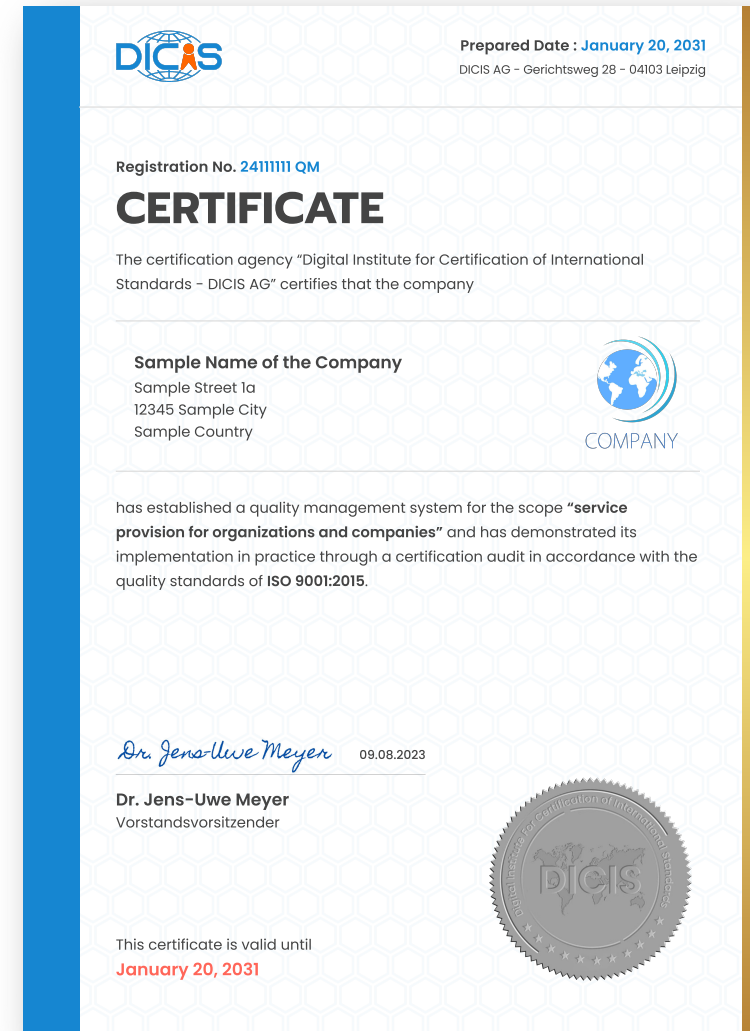 DICIS
Prepared Date : January 20, 2031
DICIS AG - Gerichtsweg 28 - 04103 Leipzig
Registration No. 24111111 QM
CERTIFICATE
The certification agency “Digital Institute for Certification of International
Standards - DICIS AG” certifies that the company
Sample Name of the Company
Sample Street 1a
12345 Sample City
Sample Country
COMPANY
has established a quality management system for the scope “service
provision for organizations and companies” and has demonstrated its
implementation in practice through a certification audit in accordance with the
quality standards of ISO 9001:2015.
Dr. Jens-Uwe Meyer
09.08.2023
Dr. Jens-Uwe Meyer
Vorstandsvorsitzender
Digital Institute For Certification of International Standards
DICIS
This certificate is valid until
January 20, 2031